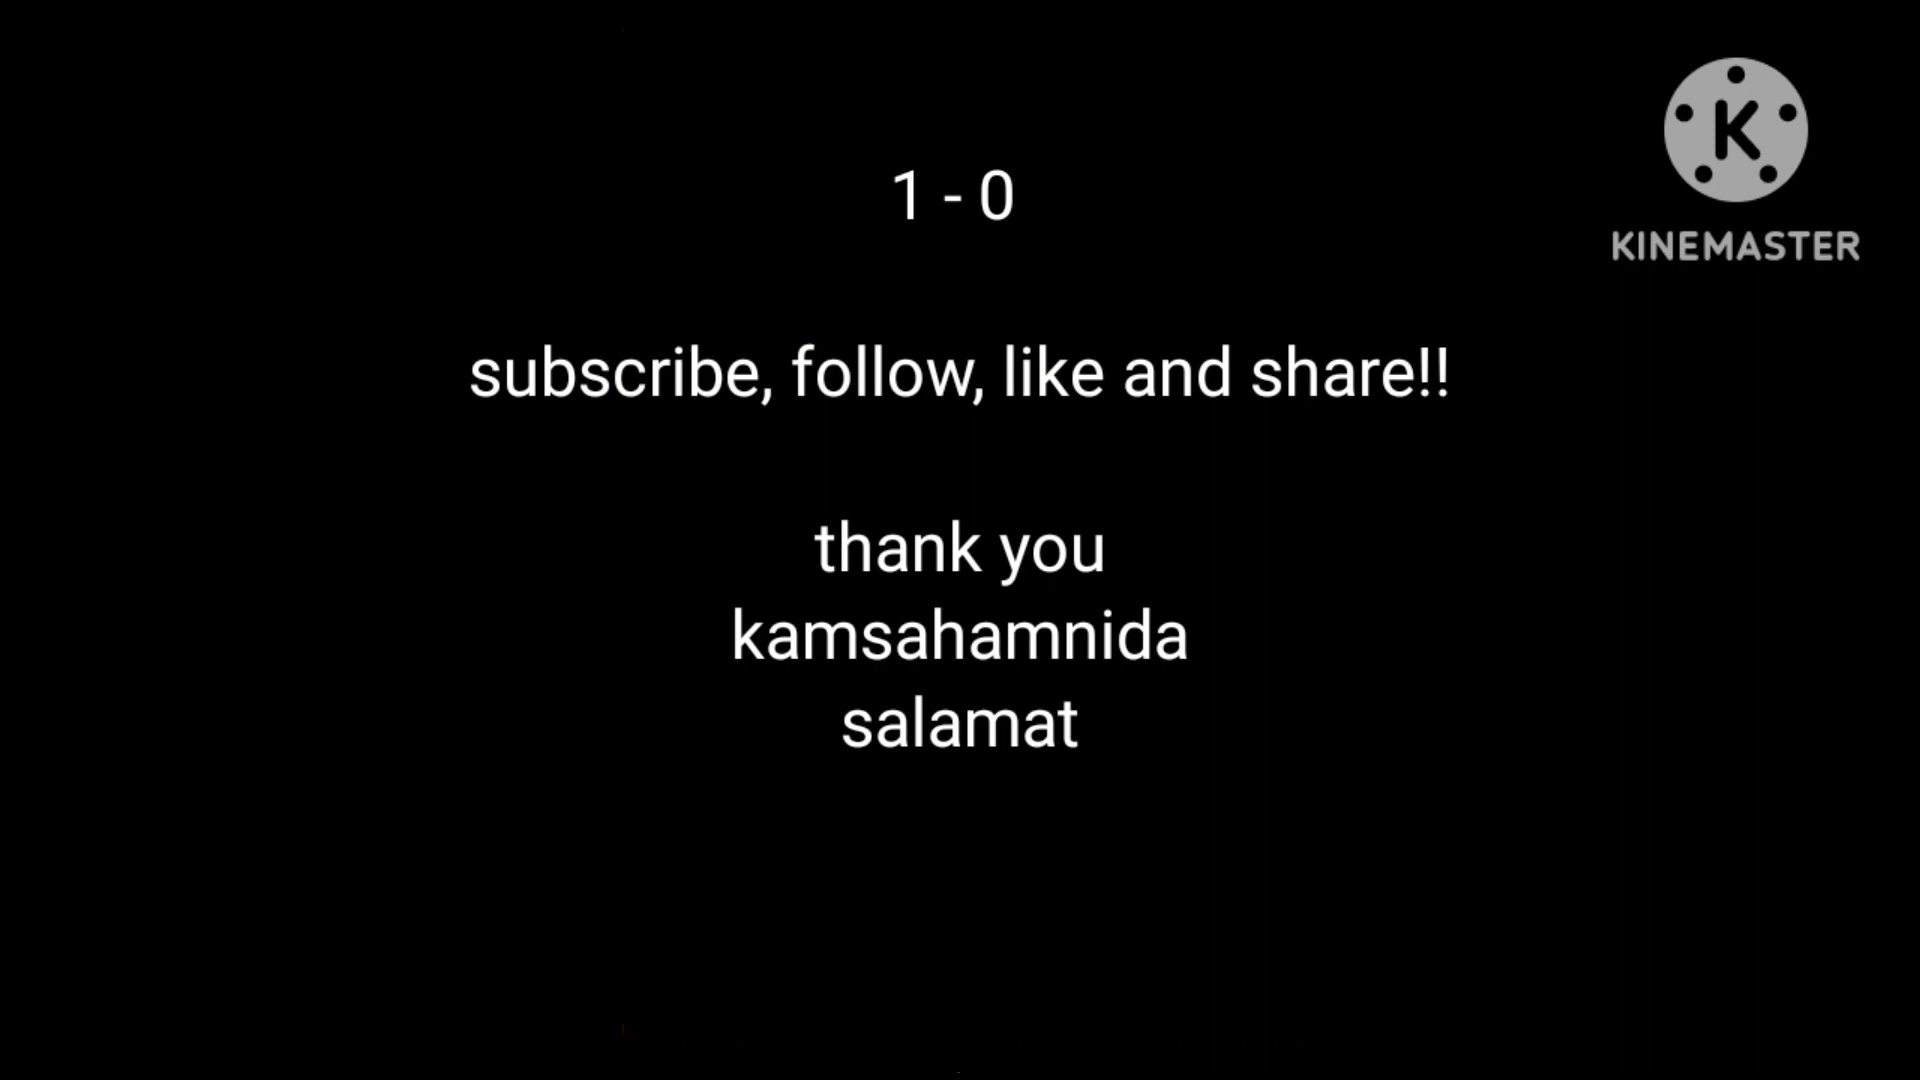 1 - 0
K
KINEMASTER
subscribe, follow, like and share!!
thank you
kamsahamnida
salamat